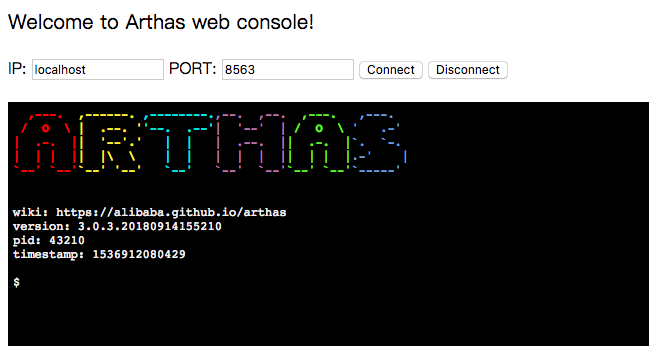 Welcome to Arthas web console!
IP: localhost PORT: 8563 Connect Disconnect
ARTHAS
wiki: https://alibaba.github.io/arthas
version: 3.0.3.20180914155210
pid: 43210
timestamp: 1536912080429
$